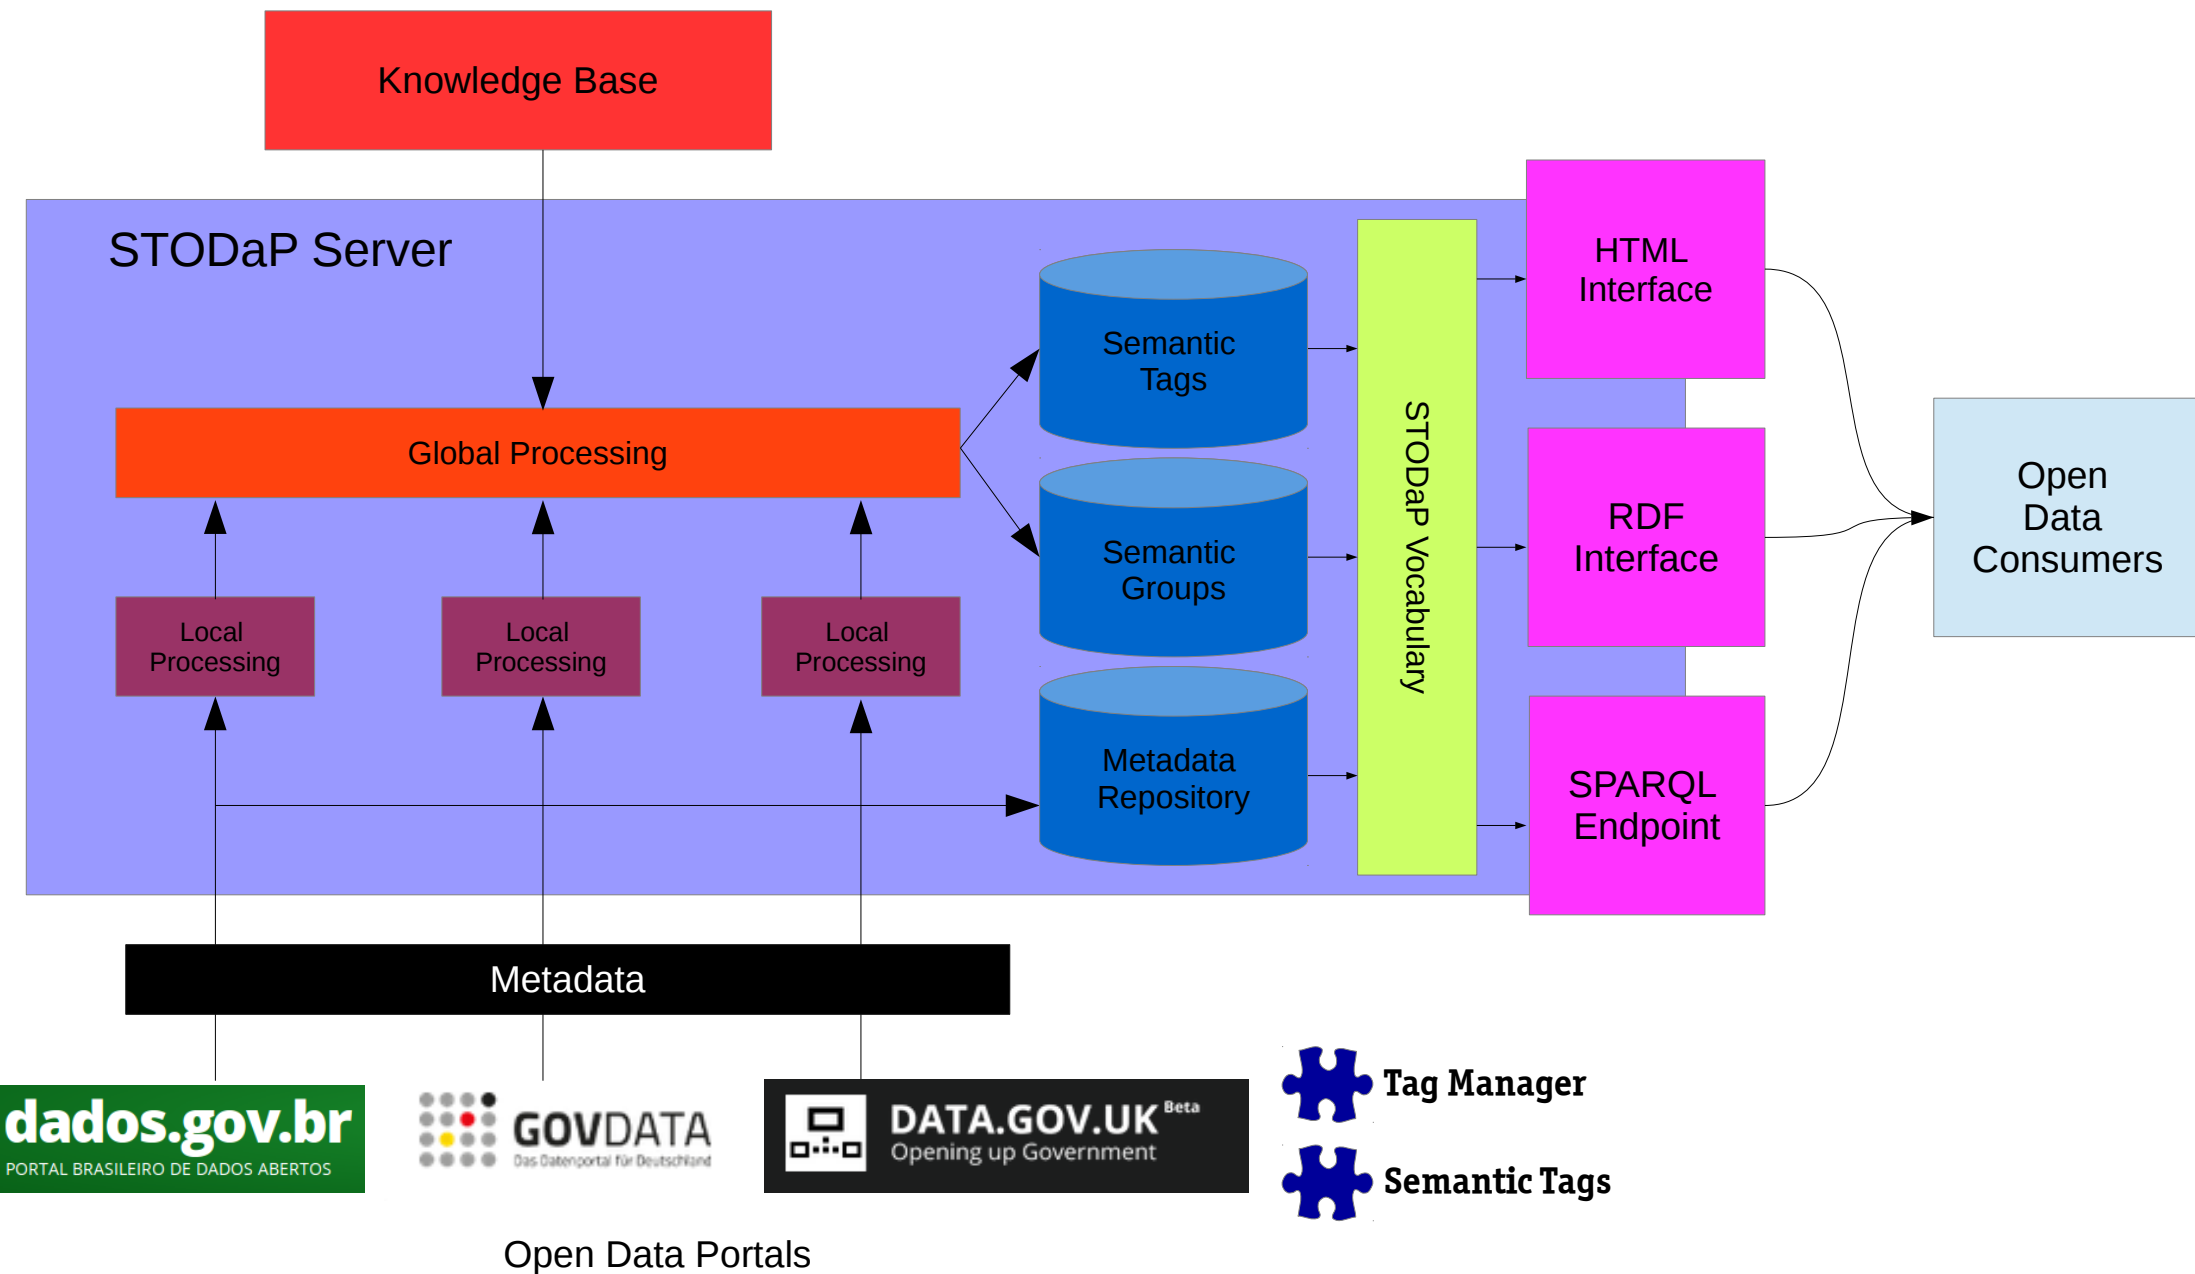 Knowledge Base
STODaP Server
HTML
Interface
Semantic
Tags
Global Processing
STODaP Vocabulary
Open
Data
Consumers
RDF
Interface
Semantic
Groups
Local
Processing
Local
Processing
Local
Processing
Metadata
Repository
SPARQL
Endpoint
Metadata
dados.gov.br
PORTAL BRASILEIRO DE DADOS ABERTOS
GOVDATA
Das Datenportal für Deutschland
DATA.GOV.UK Beta
Opening up Government
Tag Manager
Semantic Tags
Open Data Portals